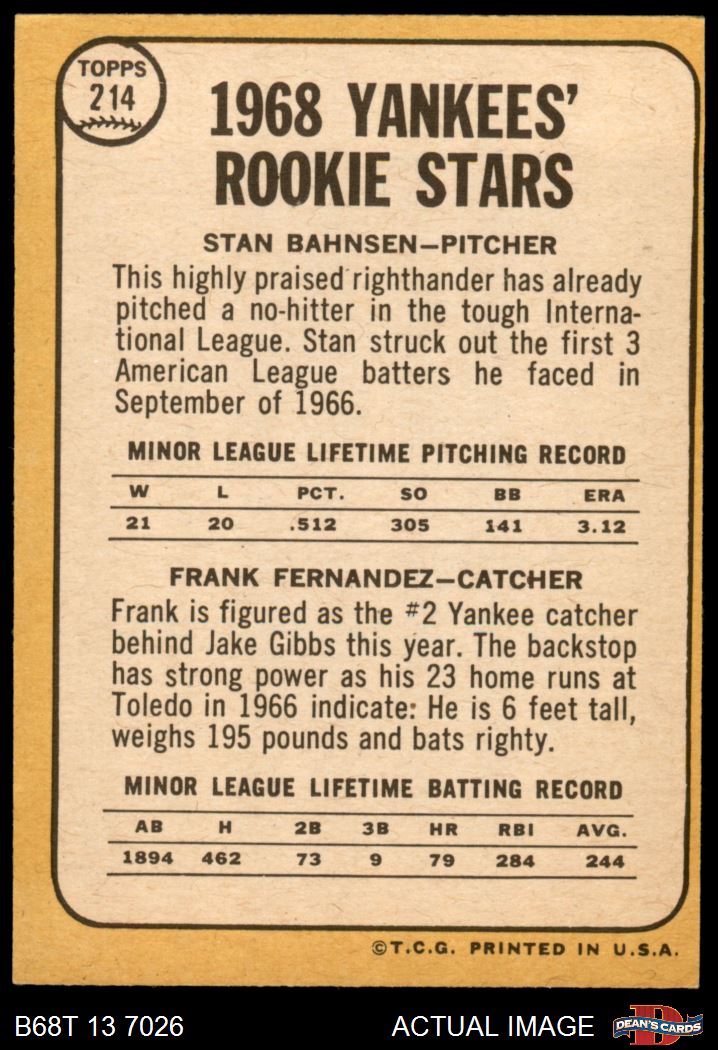 TOPPS
214
1968 YANKEES'
ROOKIE STARS
STAN BAHNSEN—PITCHER
This highly praised righthander has already
pitched a no-hitter in the tough Interna-
tional League. Stan struck out the first 3
American League batters he faced in
September of 1966.
MINOR LEAGUE LIFETIME PITCHING RECORD
W L PCT. SO BB ERA
21 20 .512 305 141 3.12
FRANK FERNANDEZ—CATCHER
Frank is figured as the #2 Yankee catcher
behind Jake Gibbs this year. The backstop
has strong power as his 23 home runs at
Toledo in 1966 indicate: He is 6 feet tall,
weighs 195 pounds and bats righty.
MINOR LEAGUE LIFETIME BATTING RECORD
AB H 2B 3B HR RBI AVG.
1894 462 73 9 79 284 244
©T.C.G. PRINTED IN U.S.A.
B68T 13 7026 ACTUAL IMAGE DEAN'S CARDS